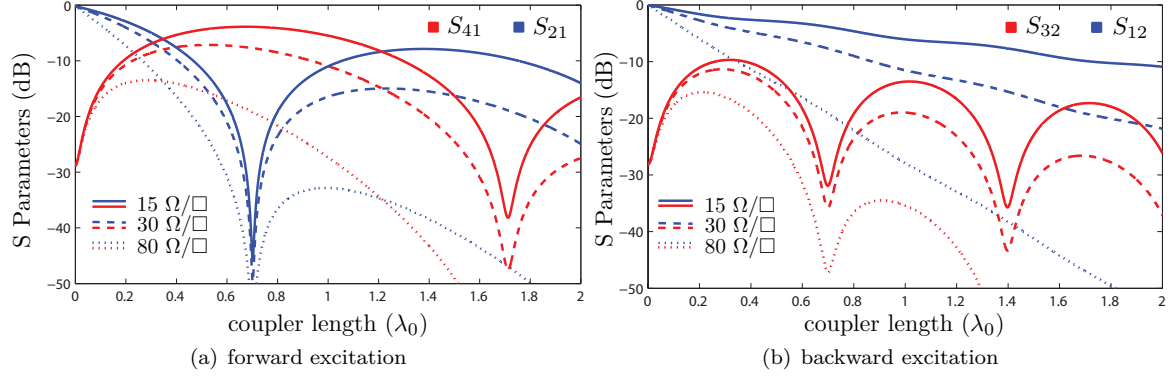 S41 S21
0
−10
−20
−30
−40
−50
S Parameters (dB)
15 Ω/□
30 Ω/□
80 Ω/□
0 0.2 0.4 0.6 0.8 1 1.2 1.4 1.6 1.8 2
coupler length (λ0)
(a) forward excitation
S32 S12
0
−10
−20
−30
−40
−50
S Parameters (dB)
15 Ω/□
30 Ω/□
80 Ω/□
0 0.2 0.4 0.6 0.8 1 1.2 1.4 1.6 1.8 2
coupler length (λ0)
(b) backward excitation